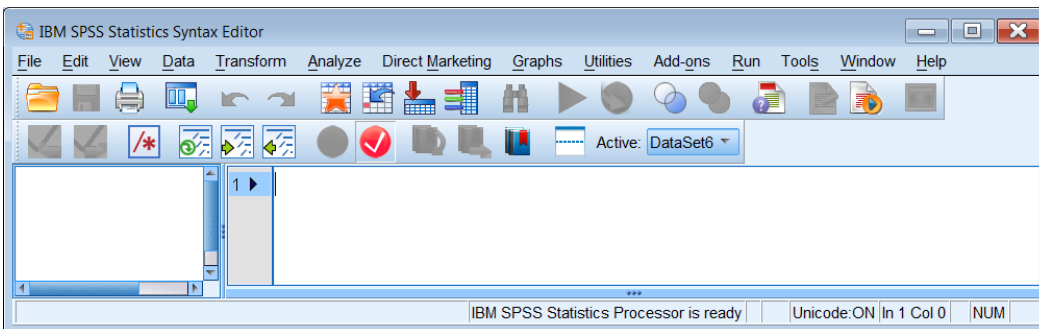 IBM SPSS Statistics Syntax Editor
File Edit View Data Transform Analyze Direct Marketing Graphs Utilities Add-ons Run Tools Window Help
/* Active: DataSet6
1
IBM SPSS Statistics Processor is ready Unicode:ON In 1 Col 0 NUM